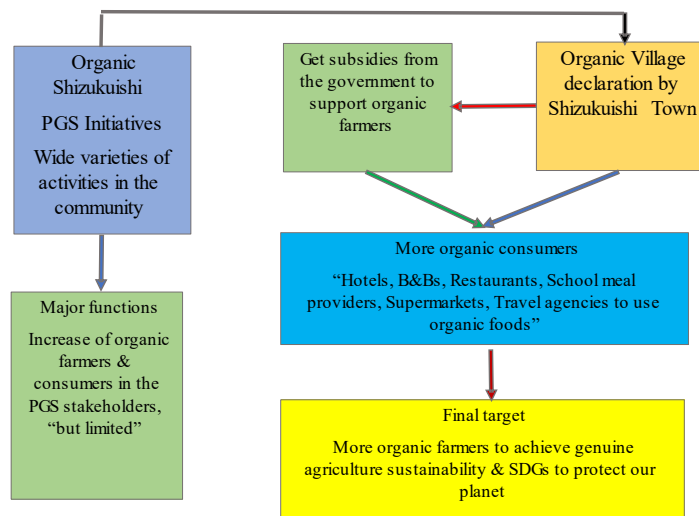 Organic
Shizukuishi
PGS Initiatives
Wide varieties of
activities in the
community
Get subsidies from
the government to
support organic
farmers
Organic Village
declaration by
Shizukuishi Town
More organic consumers
“Hotels, B&Bs, Restaurants, School meal
providers, Supermarkets, Travel agencies to use
organic foods”
Major functions
Increase of organic
farmers &
consumers in the
PGS stakeholders,
“but limited”
Final target
More organic farmers to achieve genuine
agriculture sustainability & SDGs to protect our
planet